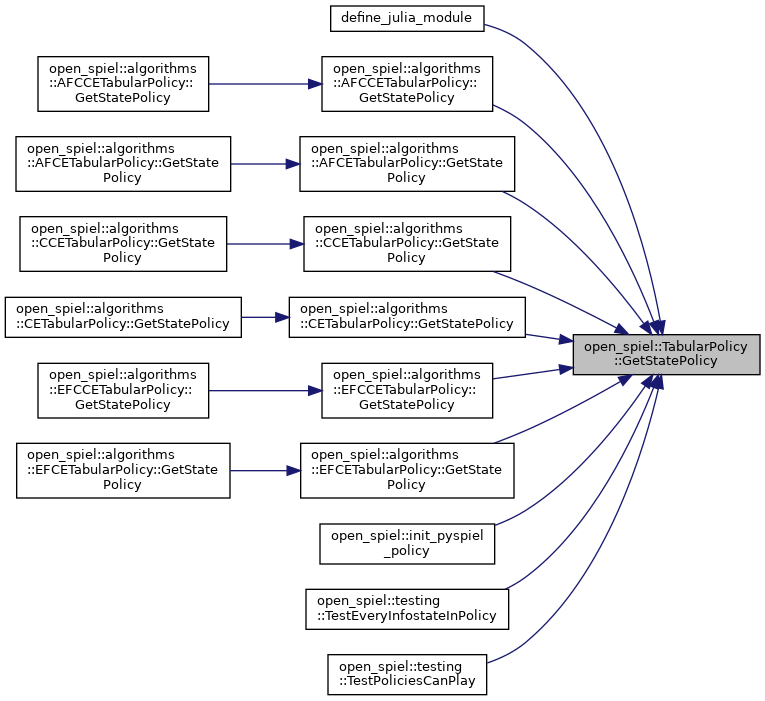 define_julia_module
open_spiel::algorithms
::AFCCETabularPolicy::
GetStatePolicy
open_spiel::algorithms
::AFCCETabularPolicy::
GetStatePolicy
open_spiel::algorithms
::AFCETabularPolicy::GetState
Policy
open_spiel::algorithms
::AFCETabularPolicy::GetState
Policy
open_spiel::algorithms
::CCETabularPolicy::GetState
Policy
open_spiel::algorithms
::CCETabularPolicy::GetState
Policy
open_spiel::algorithms
::CETabularPolicy::GetStatePolicy
open_spiel::algorithms
::CETabularPolicy::GetStatePolicy
open_spiel::TabularPolicy
::GetStatePolicy
open_spiel::algorithms
::EFCCETabularPolicy::
GetStatePolicy
open_spiel::algorithms
::EFCCETabularPolicy::
GetStatePolicy
open_spiel::algorithms
::EFCETabularPolicy::GetState
Policy
open_spiel::algorithms
::EFCETabularPolicy::GetState
Policy
open_spiel::init_pyspiel
_policy
open_spiel::testing
::TestEveryInfostateInPolicy
open_spiel::testing
::TestPoliciesCanPlay